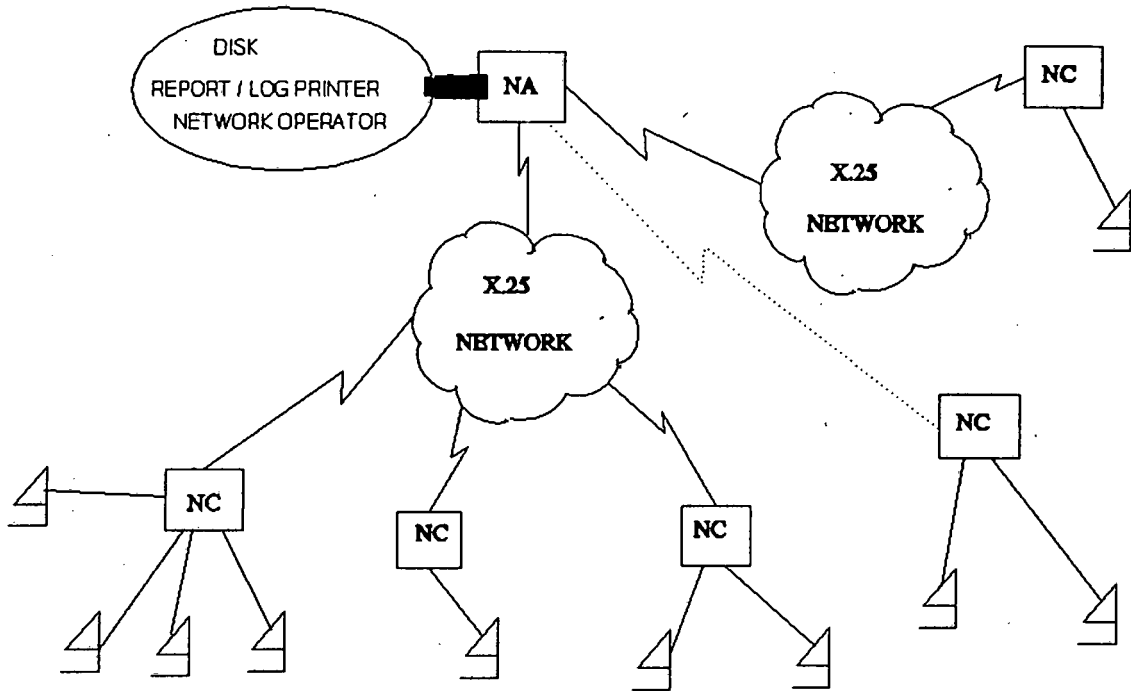 DISK
REPORT / LOG PRINTER
NETWORK OPERATOR
NA
NC
X.25
NETWORK
X.25
NETWORK
NC
NC
NC
NC